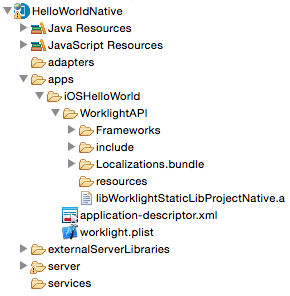 HelloWorldNative
Java Resources
JavaScript Resources
adapters
apps
iOSHelloWorld
WorklightAPI
Frameworks
include
Localizations.bundle
resources
libWorklightStaticLibProjectNative.a
application-descriptor.xml
worklight.plist
externalServerLibraries
server
services